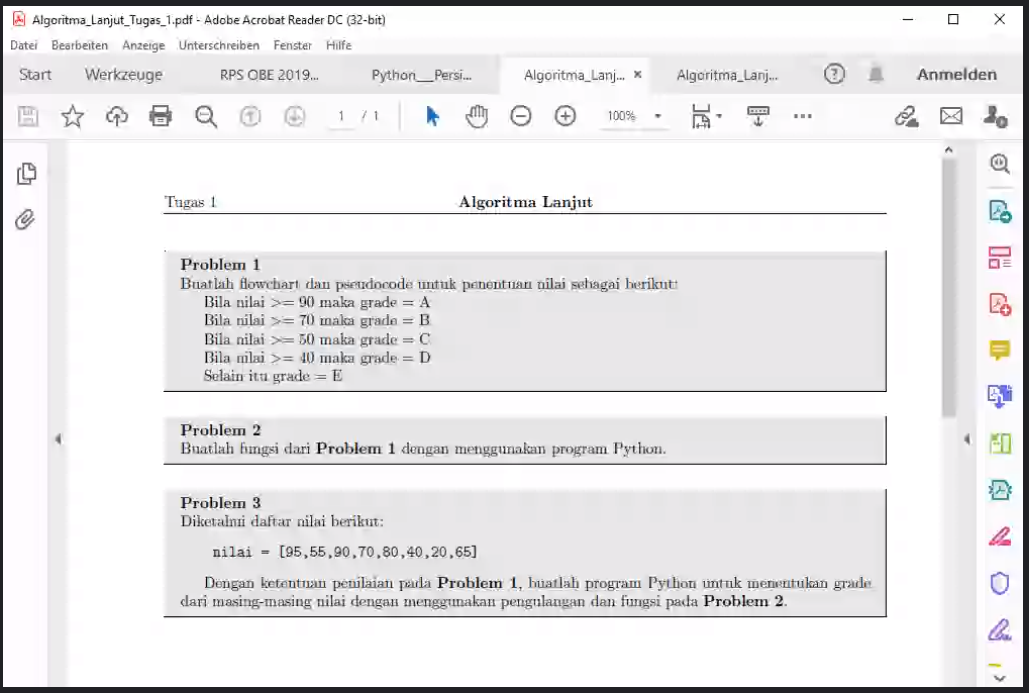 Algoritma_Lanjut_Tugas_1.pdf - Adobe Acrobat Reader DC (32-bit)
Datei Bearbeiten Anzeige Unterschreiben Fenster Hilfe
Start Werkzeuge RPS OBE 2019... Python__Persi... Algoritma_Lanj... × Algoritma_Lanj... ? Anmelden
1 / 1 100%
Tugas 1 Algoritma Lanjut
Problem 1
Buatlah flowchart dan pseudocode untuk penentuan nilai sebagai berikut:
Bila nilai >= 90 maka grade = A
Bila nilai >= 70 maka grade = B
Bila nilai >= 50 maka grade = C
Bila nilai >= 40 maka grade = D
Selain itu grade = E
Problem 2
Buatlah fungsi dari Problem 1 dengan menggunakan program Python.
Problem 3
Diketahui daftar nilai berikut:
nilai = [95,55,90,70,80,40,20,65]
Dengan ketentuan penilaian pada Problem 1, buatlah program Python untuk menentukan grade
dari masing-masing nilai dengan menggunakan pengulangan dan fungsi pada Problem 2.